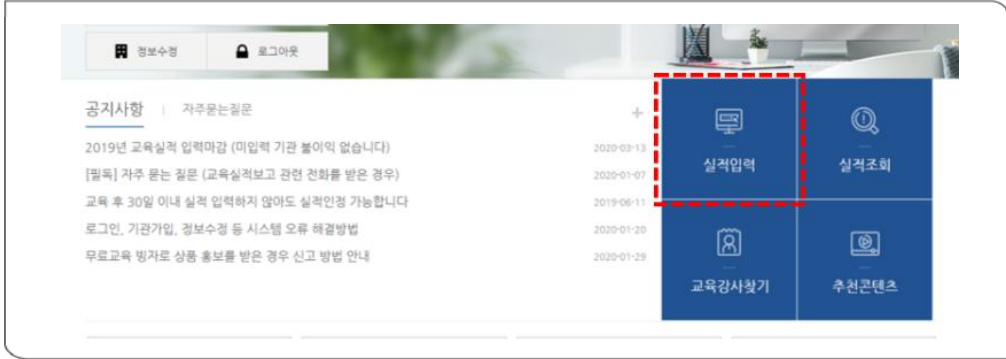 정보수정
로그아웃
공지사항
자주묻는질문
+
2019년 교육실적 입력마감 (미입력 기관 불이익 없습니다)
2020-03-13
[필독] 자주 묻는 질문 (교육실적보고 관련 전화를 받은 경우)
2020-01-07
교육 후 30일 이내 실적 입력하지 않아도 실적인정 가능합니다
2019-06-11
로그인, 기관가입, 정보수정 등 시스템 오류 해결방법
2020-01-20
무료교육 빙자로 상품 홍보를 받은 경우 신고 방법 안내
2020-01-29
실적입력
실적조회
교육강사찾기
추천콘텐츠